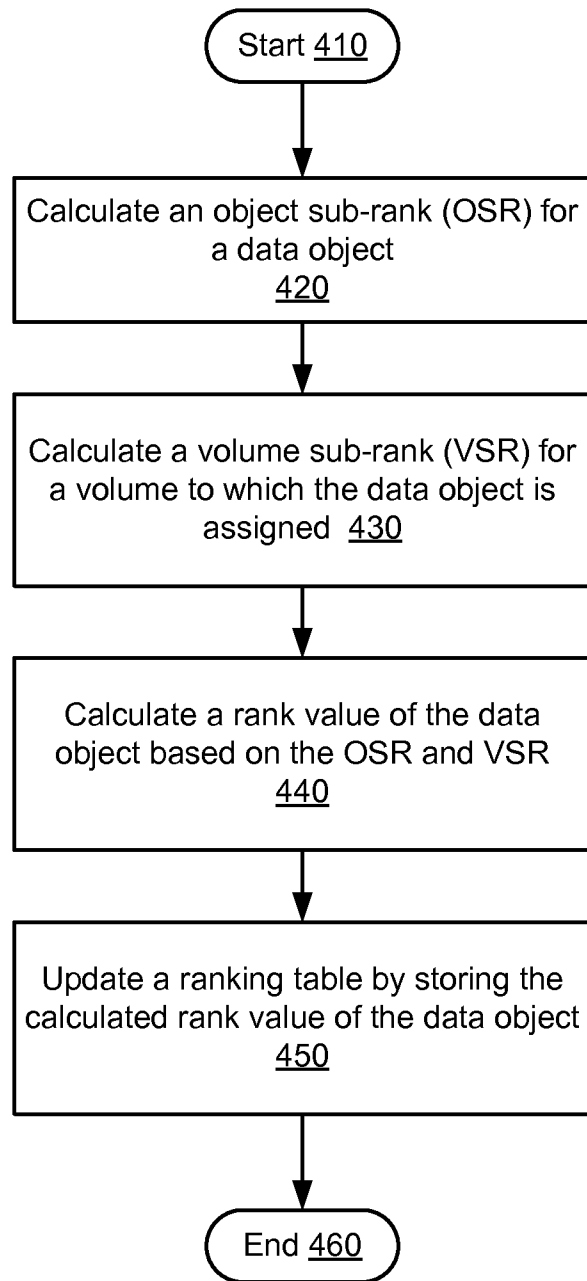 Start 410
Calculate an object sub-rank (OSR) for
a data object
420
Calculate a volume sub-rank (VSR) for
a volume to which the data object is
assigned 430
Calculate a rank value of the data
object based on the OSR and VSR
440
Update a ranking table by storing the
calculated rank value of the data object
450
End 460